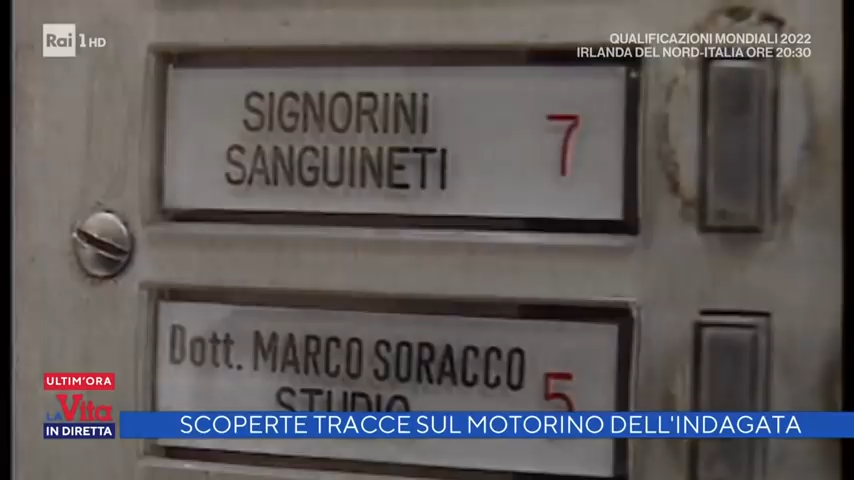 Rai 1 HD
QUALIFICAZIONI MONDIALI 2022
IRLANDA DEL NORD-ITALIA ORE 20:30
SIGNORINI
SANGUINETI
7
Dott. MARCO SORACCO
STUDIO
5
ULTIM'ORA
LA Vita
IN DIRETTA
SCOPERTE TRACCE SUL MOTORINO DELL'INDAGATA